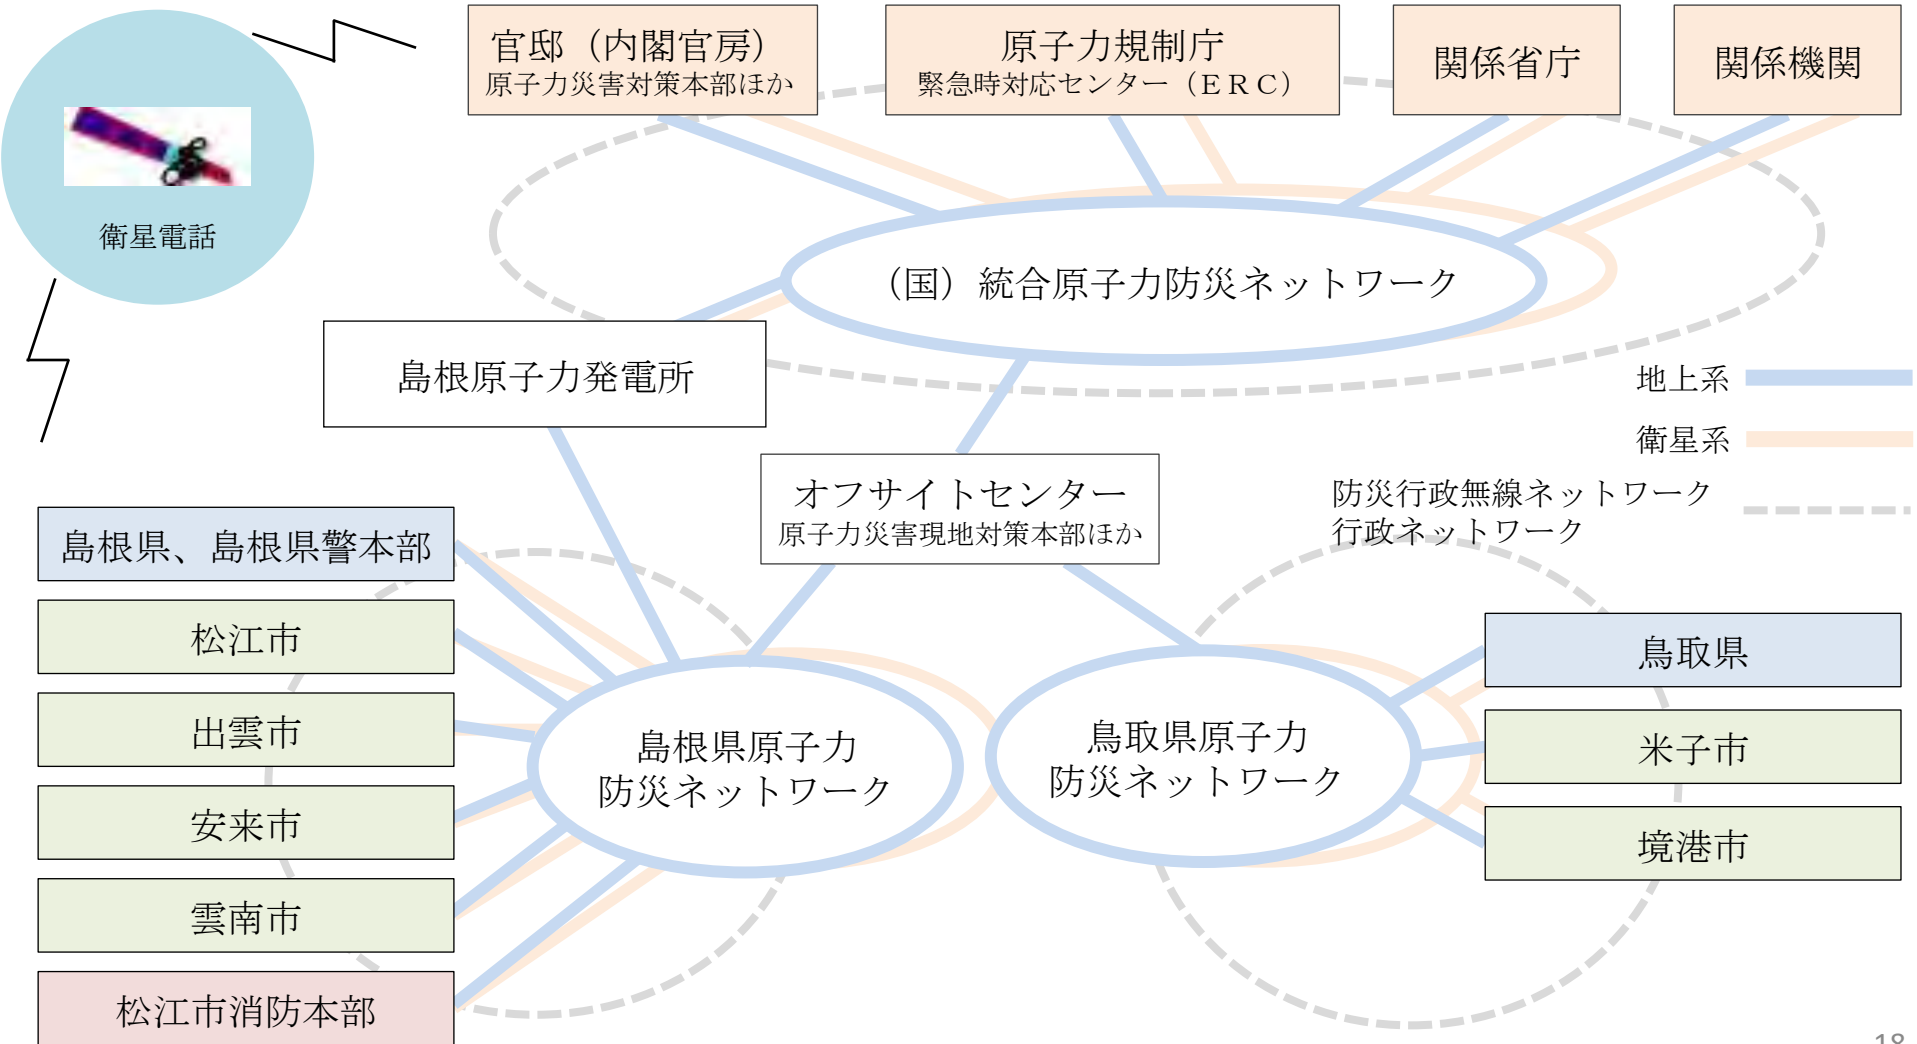 官邸（内閣官房）
原子力災害対策本部ほか
原子力規制庁
緊急時対応センター（ＥＲＣ）
関係省庁
関係機関
衛星電話
（国）統合原子力防災ネットワーク
島根原子力発電所
地上系
衛星系
防災行政無線ネットワーク
行政ネットワーク
オフサイトセンター
原子力災害現地対策本部ほか
島根県、島根県警本部
松江市
出雲市
安来市
雲南市
松江市消防本部
島根県原子力
防災ネットワーク
鳥取県原子力
防災ネットワーク
鳥取県
米子市
境港市
18